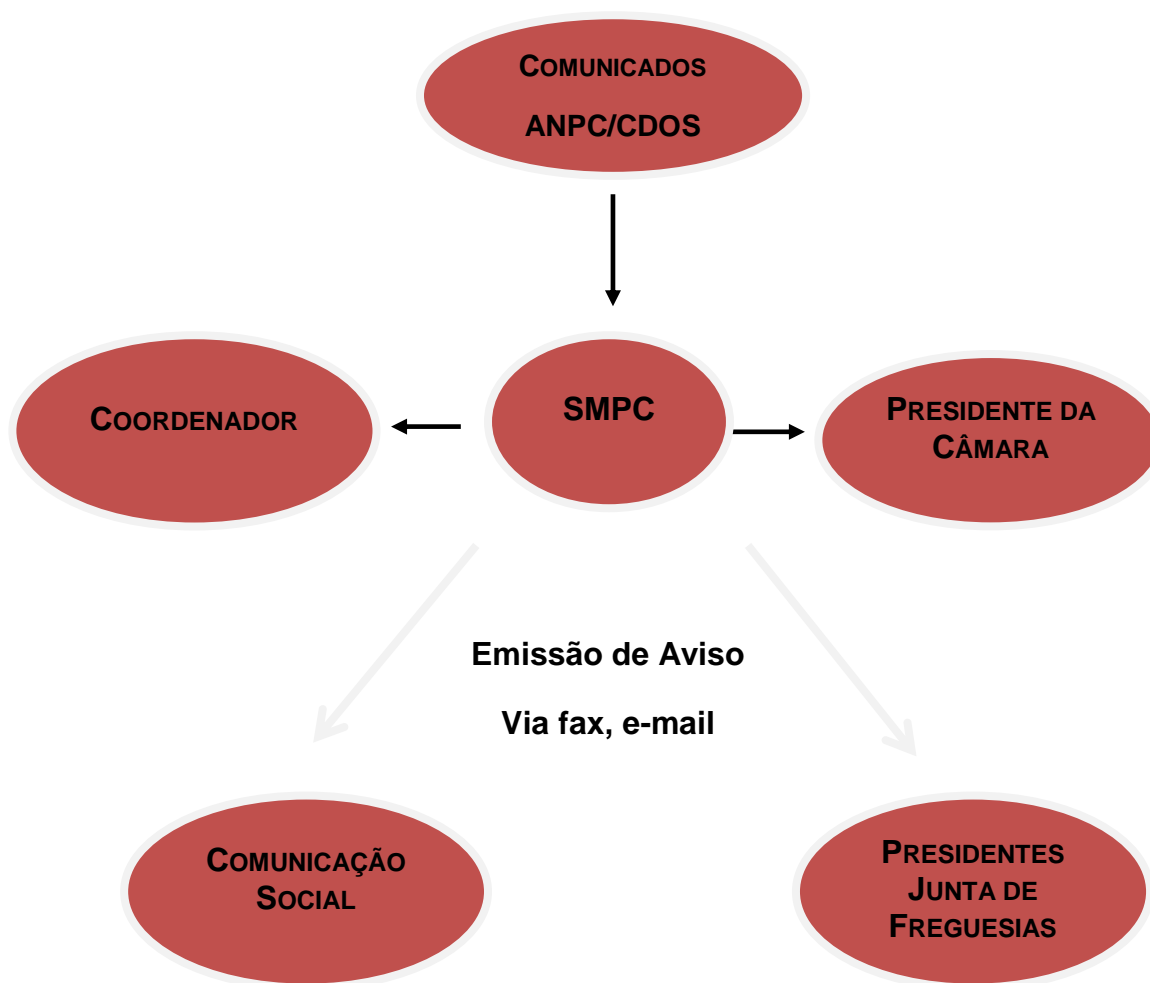 COMUNICADOS
ANPC/CDOS
COORDENADOR
SMPC
PRESIDENTE DA
CÂMARA
Emissão de Aviso
Via fax, e-mail
COMUNICAÇÃO
SOCIAL
PRESIDENTES
JUNTA DE
FREGUESIAS